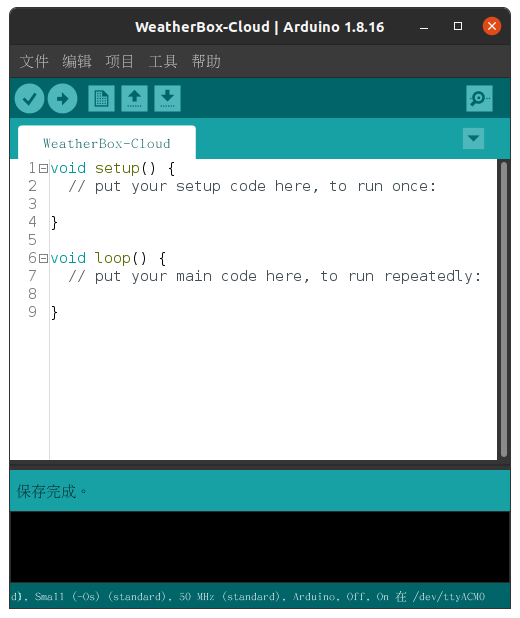 WeatherBox-Cloud | Arduino 1.8.16
文件 编辑 项目 工具 帮助
WeatherBox-Cloud
1 void setup() {
2 // put your setup code here, to run once:
3
4 }
5
6 void loop() {
7 // put your main code here, to run repeatedly:
8
9 }
保存完成。
d), Small (-Os) (standard), 50 MHz (standard), Arduino, Off, On 在 /dev/ttyACM0